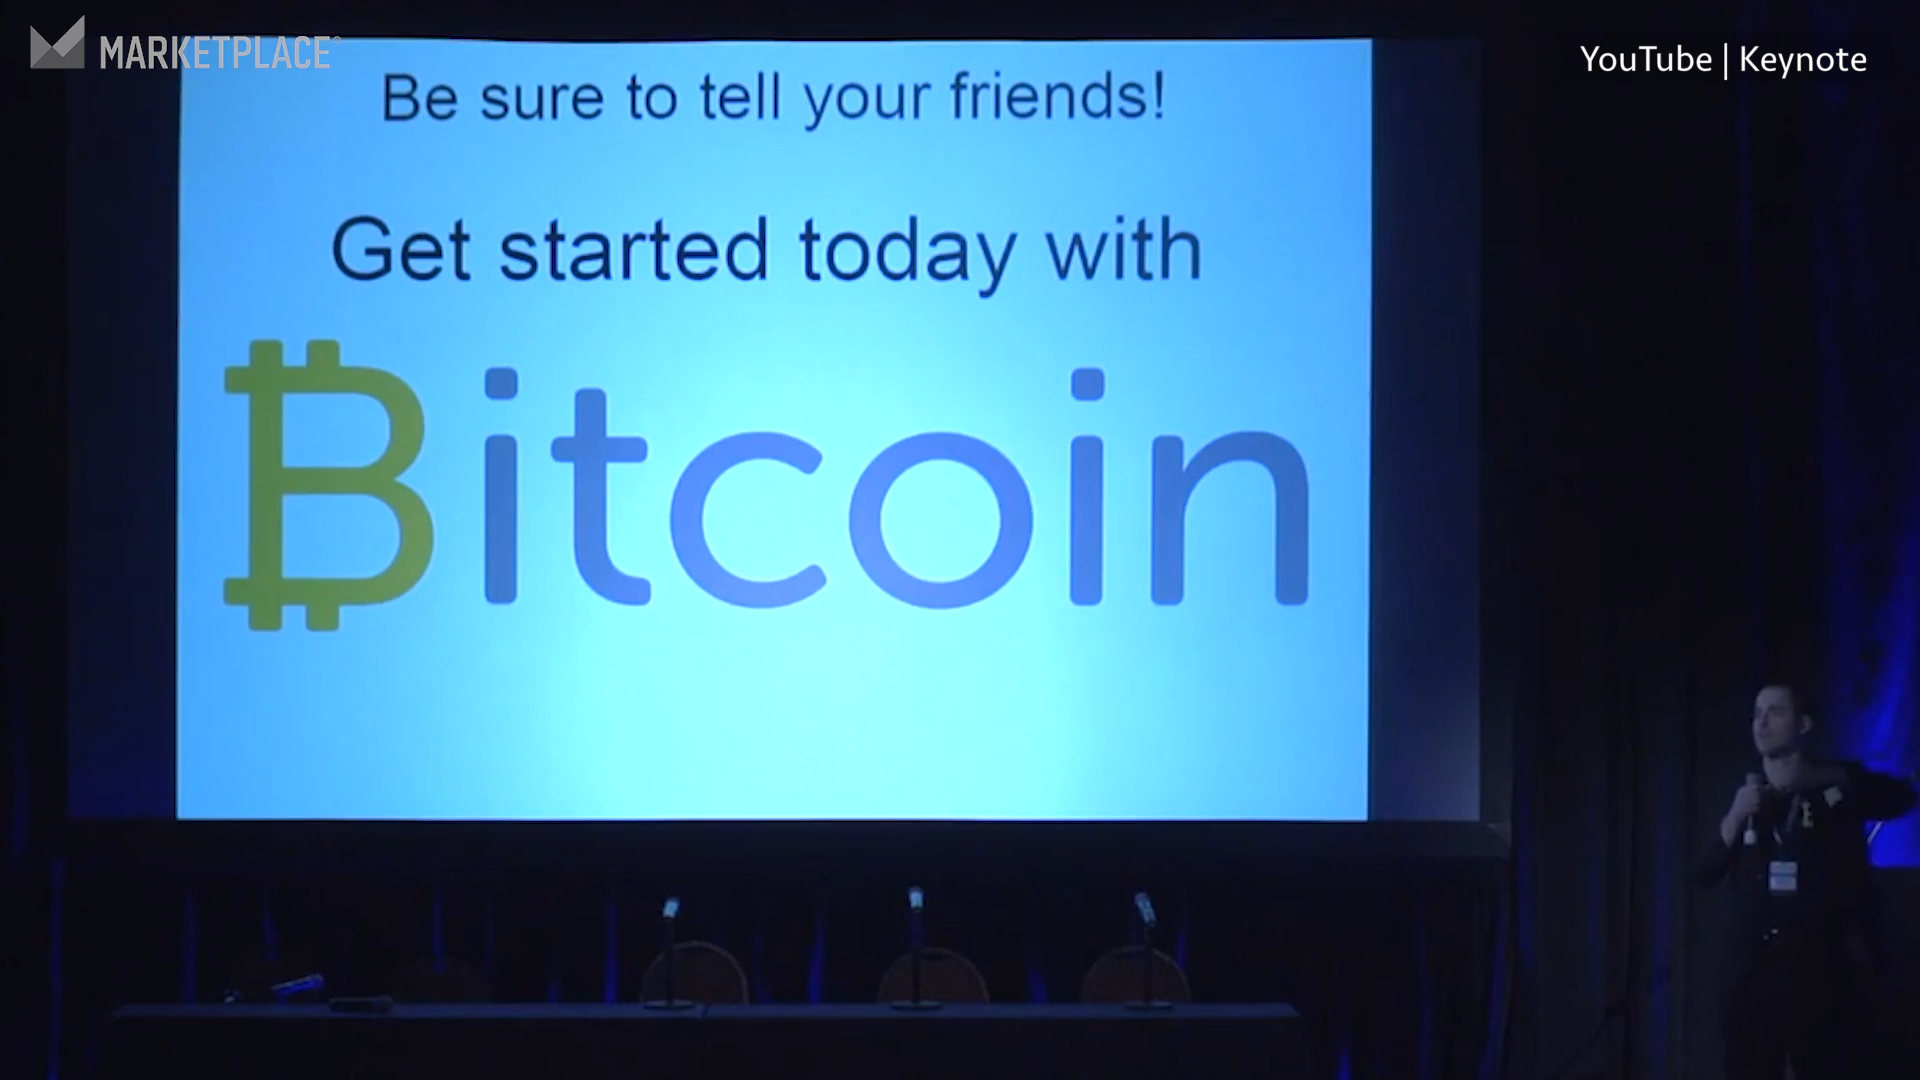 MARKETPLACE®
YouTube | Keynote
Be sure to tell your friends!
Get started today with
Bitcoin